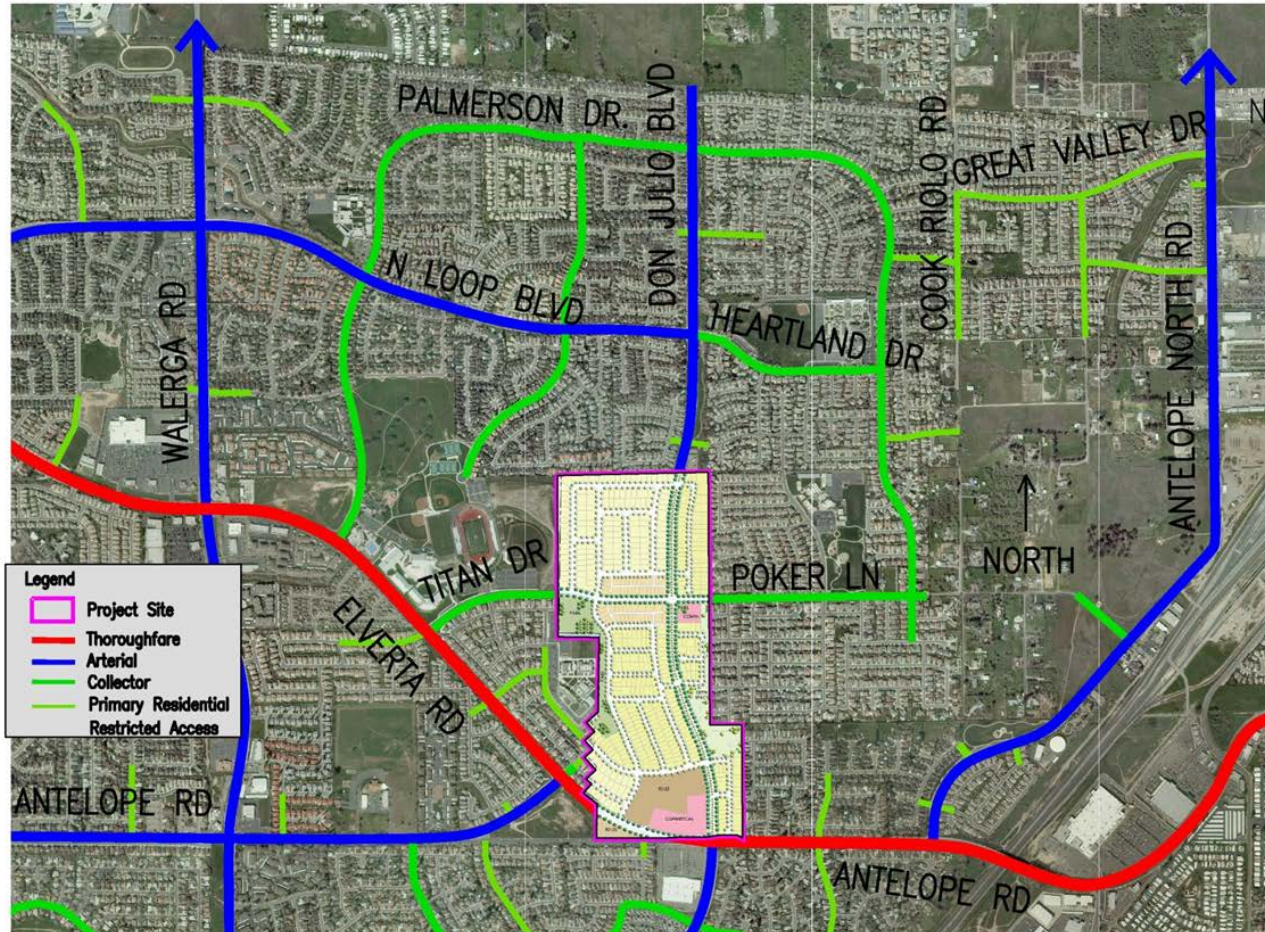 PALMERSON DR.
DON JULIO BLVD
COOK RIOLO RD
GREAT VALLEY DR
N
WALERGA RD
N. LOOP BLVD
HEARTLAND DR
ANTELOPE NORTH RD
TITAN DR
POKER LN
NORTH
ELVERTA RD
Legend
Project Site
Thoroughfare
Arterial
Collector
Primary Residential
Restricted Access
COMMERCIAL
ANTELOPE RD
ANTELOPE RD